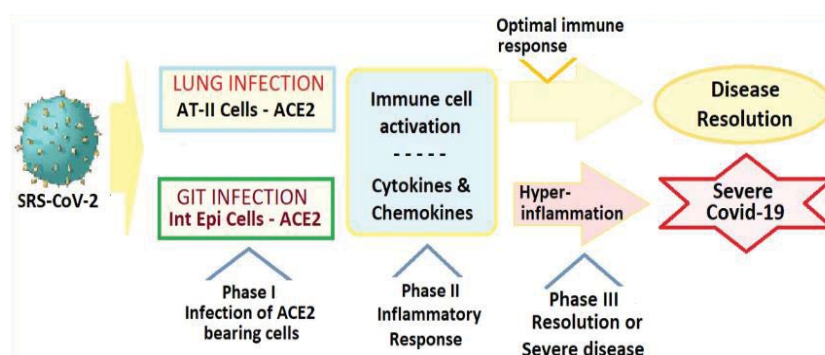 SRS-CoV-2
LUNG INFECTION
AT-II Cells - ACE2
GIT INFECTION
Int Epi Cells - ACE2
Immune cell
activation
- - - - -
Cytokines &
Chemokines
Optimal immune
response
Hyper-
inflammation
Disease
Resolution
Severe
Covid-19
Phase I
Infection of ACE2
bearing cells
Phase II
Inflammatory
Response
Phase III
Resolution or
Severe disease